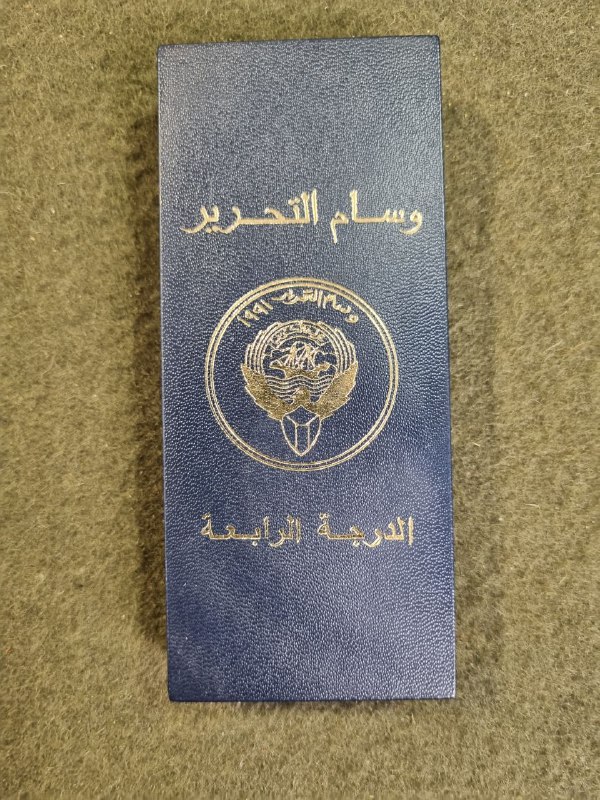 وسام التحرير
وسام التحرير ١٩٩١
الدرجة الرابعة